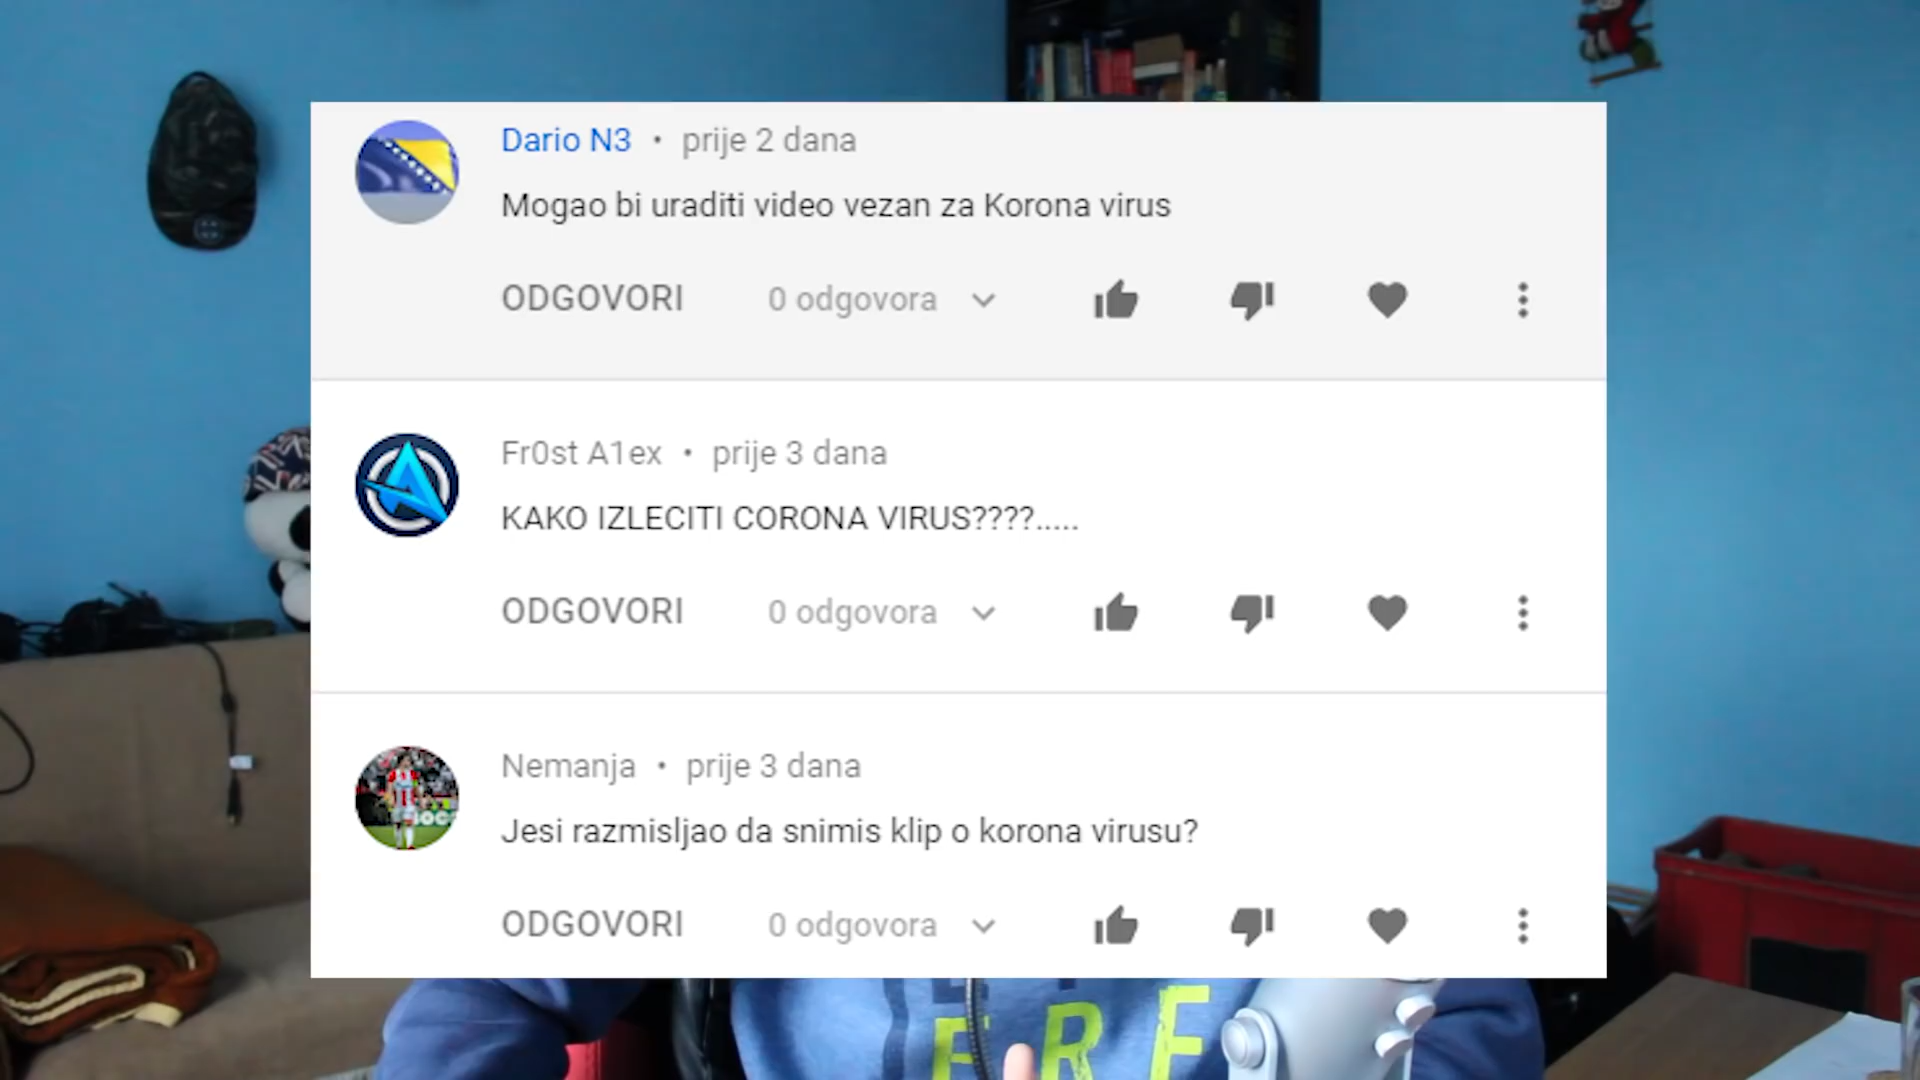 Dario N3 • prije 2 dana
Mogao bi uraditi video vezan za Korona virus
ODGOVORI 0 odgovora
Fr0st A1ex • prije 3 dana
KAKO IZLECITI CORONA VIRUS????.....
ODGOVORI 0 odgovora
Nemanja • prije 3 dana
Jesi razmisljao da snimis klip o korona virusu?
ODGOVORI 0 odgovora